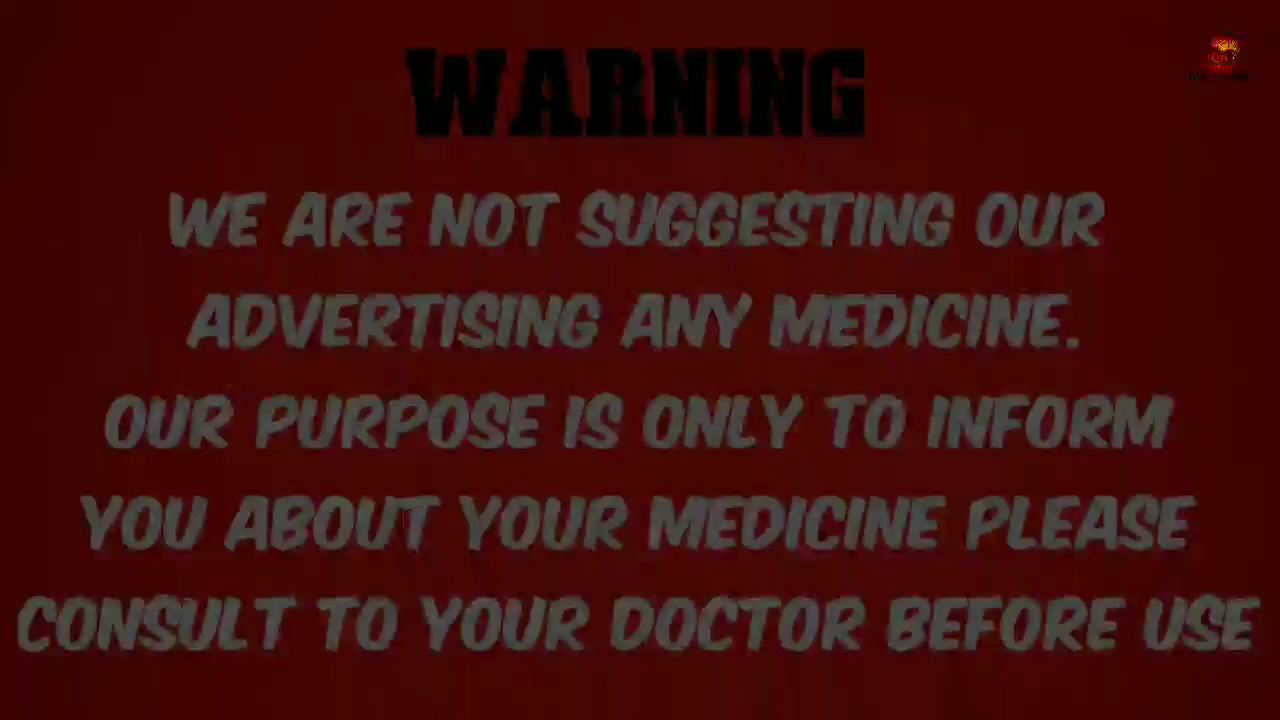 WARNING
WE ARE NOT SUGGESTING OUR
ADVERTISING ANY MEDICINE.
OUR PURPOSE IS ONLY TO INFORM
YOU ABOUT YOUR MEDICINE PLEASE
CONSULT TO YOUR DOCTOR BEFORE USE